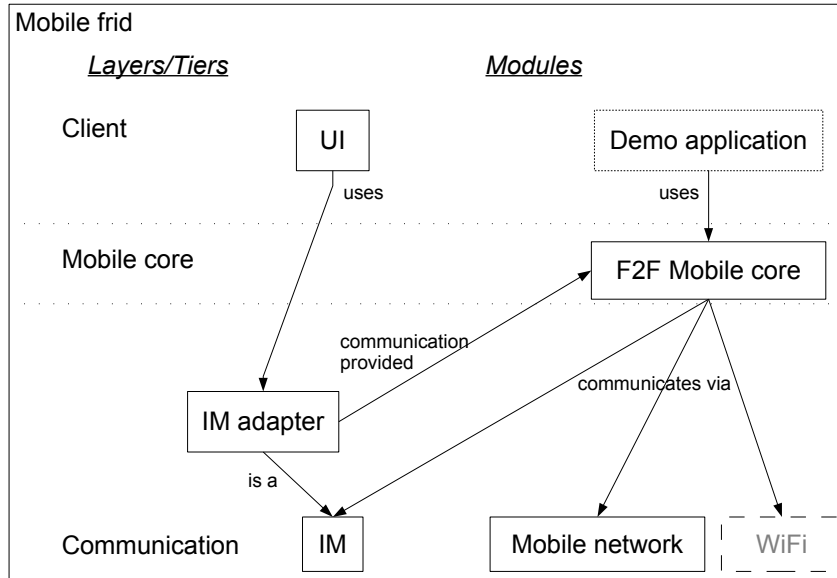 Mobile frid
Layers/Tiers
Modules
Client
UI
Demo application
uses
uses
Mobile core
F2F Mobile core
communication
provided
communicates via
IM adapter
is a
Communication
IM
Mobile network
WiFi